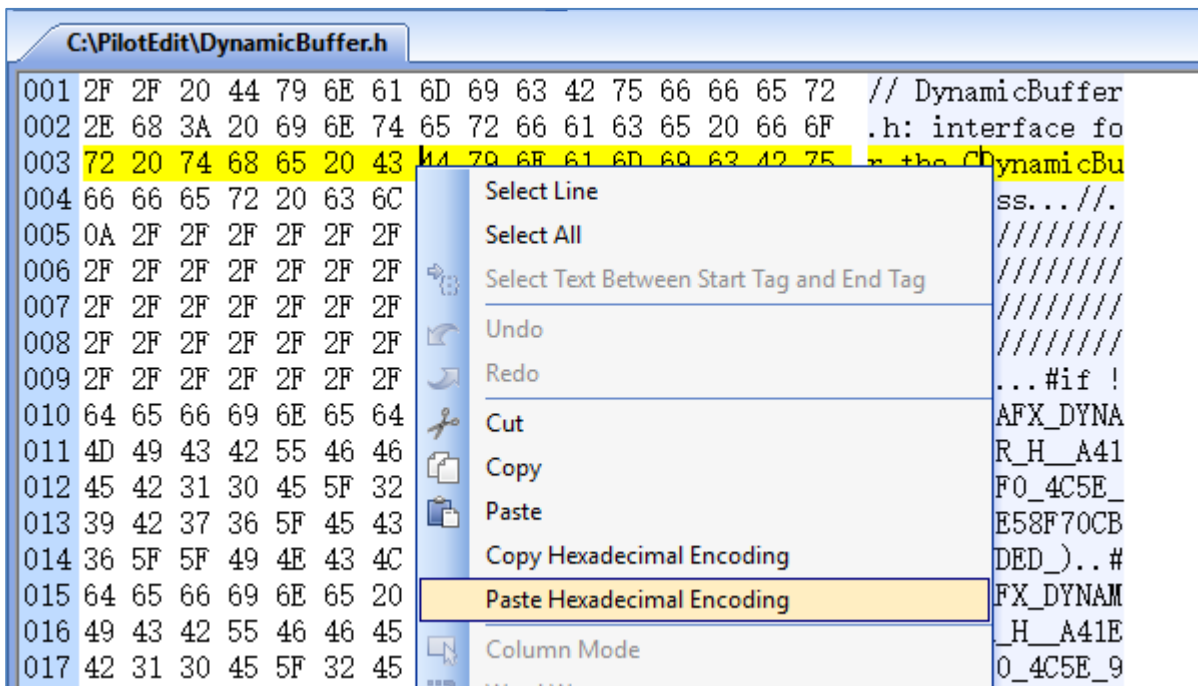 C:\PilotEdit\DynamicBuffer.h
001 2F 2F 20 44 79 6E 61 6D 69 63 42 75 66 66 65 72 // DynamicBuffer
002 2E 68 3A 20 69 6E 74 65 72 66 61 63 65 20 66 6F .h: interface fo
003 72 20 74 68 65 20 43 44 79 6E 61 6D 69 63 42 75 r the CDynamicBu
004 66 66 65 72 20 63 6C ss...//.
Select Line
005 0A 2F 2F 2F 2F 2F 2F ////////
Select All
006 2F 2F 2F 2F 2F 2F 2F ////////
Select Text Between Start Tag and End Tag
007 2F 2F 2F 2F 2F 2F 2F ////////
008 2F 2F 2F 2F 2F 2F 2F ////////
Undo
009 2F 2F 2F 2F 2F 2F 2F ...#if !
Redo
010 64 65 66 69 6E 65 64 AFX_DYNA
Cut
011 4D 49 43 42 55 46 46 R_H__A41
Copy
012 45 42 31 30 45 5F 32 F0_4C5E_
Paste
013 39 42 37 36 5F 45 43 E58F70CB
014 36 5F 5F 49 4E 43 4C DED_)..#
Copy Hexadecimal Encoding
015 64 65 66 69 6E 65 20 FX_DYNAM
Paste Hexadecimal Encoding
016 49 43 42 55 46 46 45 _H__A41E
Column Mode
017 42 31 30 45 5F 32 45 0_4C5E_9